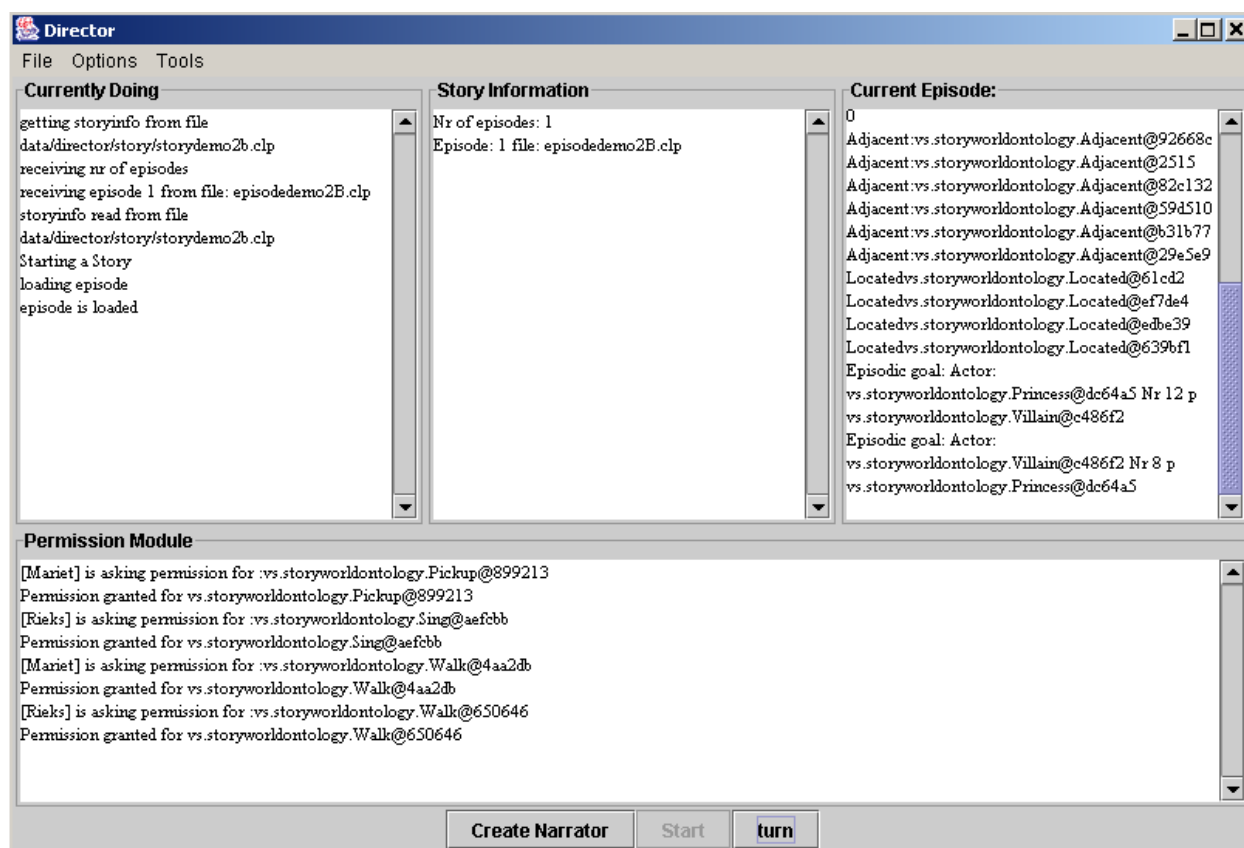 Director
File Options Tools
Currently Doing
getting storyinfo from file
data/director/story/storydemo2b.clp
receiving nr of episodes
receiving episode 1 from file: episodedemo2B.clp
storyinfo read from file
data/director/story/storydemo2b.clp
Starting a Story
loading episode
episode is loaded
Story Information
Nr of episodes: 1
Episode: 1 file: episodedemo2B.clp
Current Episode:
0
Adjacent:vs.storyworldontology.Adjacent@92668c
Adjacent:vs.storyworldontology.Adjacent@2515
Adjacent:vs.storyworldontology.Adjacent@82c132
Adjacent:vs.storyworldontology.Adjacent@59d510
Adjacent:vs.storyworldontology.Adjacent@b31b77
Adjacent:vs.storyworldontology.Adjacent@29e5e9
Locatedvs.storyworldontology.Located@61cd2
Locatedvs.storyworldontology.Located@ef7de4
Locatedvs.storyworldontology.Located@edbe39
Locatedvs.storyworldontology.Located@639bf1
Episodic goal: Actor:
vs.storyworldontology.Princess@dc64a5 Nr 12 p
vs.storyworldontology.Villain@c486f2
Episodic goal: Actor:
vs.storyworldontology.Villain@c486f2 Nr 8 p
vs.storyworldontology.Princess@dc64a5
Permission Module
[Mariet] is asking permission for :vs.storyworldontology.Pickup@899213
Permission granted for vs.storyworldontology.Pickup@899213
[Rieks] is asking permission for :vs.storyworldontology.Sing@aefcbb
Permission granted for vs.storyworldontology.Sing@aefcbb
[Mariet] is asking permission for :vs.storyworldontology.Walk@4aa2db
Permission granted for vs.storyworldontology.Walk@4aa2db
[Rieks] is asking permission for :vs.storyworldontology.Walk@650646
Permission granted for vs.storyworldontology.Walk@650646
Create Narrator Start turn